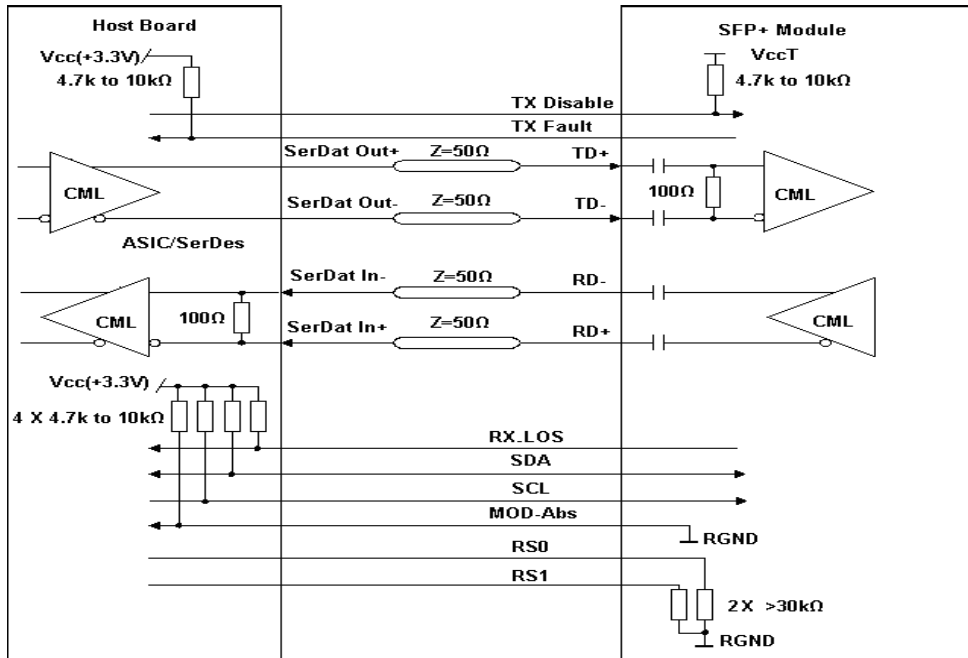 Host Board
SFP+ Module
Vcc(+3.3V)
4.7k to 10kΩ
VccT
4.7k to 10kΩ
TX Disable
TX Fault
SerDat Out+
Z=50Ω
TD+
CML
SerDat Out-
Z=50Ω
TD-
100Ω
CML
ASIC/SerDes
SerDat In-
Z=50Ω
RD-
CML
100Ω
SerDat In+
Z=50Ω
RD+
CML
Vcc(+3.3V)
4 X 4.7k to 10kΩ
RX_LOS
SDA
SCL
MOD-Abs
RGND
RS0
RS1
2 X >30kΩ
RGND